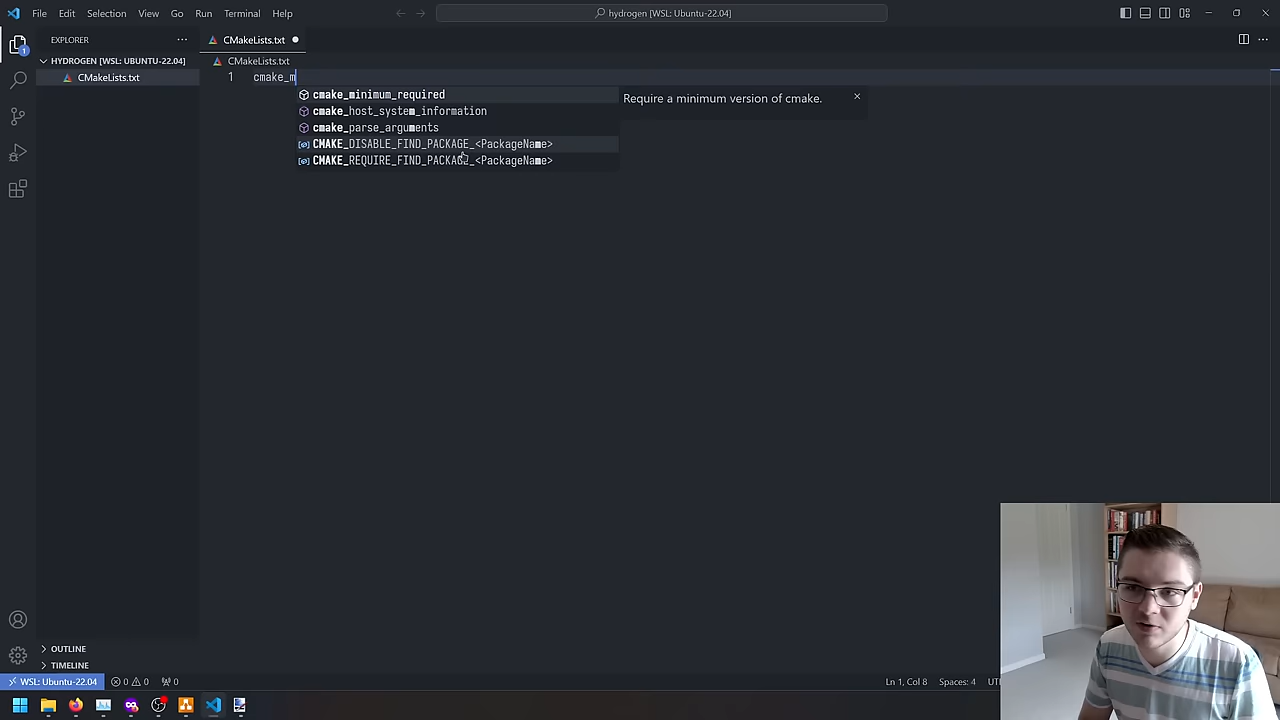 File Edit Selection View Go Run Terminal Help
hydrogen [WSL: Ubuntu-22.04]
EXPLORER
CMakeLists.txt
HYDROGEN [WSL: UBUNTU-22.04]
CMakeLists.txt
CMakeLists.txt
1 cmake_m
cmake_minimum_required
Require a minimum version of cmake.
cmake_host_system_information
cmake_parse_arguments
CMAKE_DISABLE_FIND_PACKAGE_<PackageName>
CMAKE_REQUIRE_FIND_PACKAGE_<PackageName>
OUTLINE
TIMELINE
1
WSL: Ubuntu-22.04 0 0 0 Ln 1, Col 8 Spaces: 4